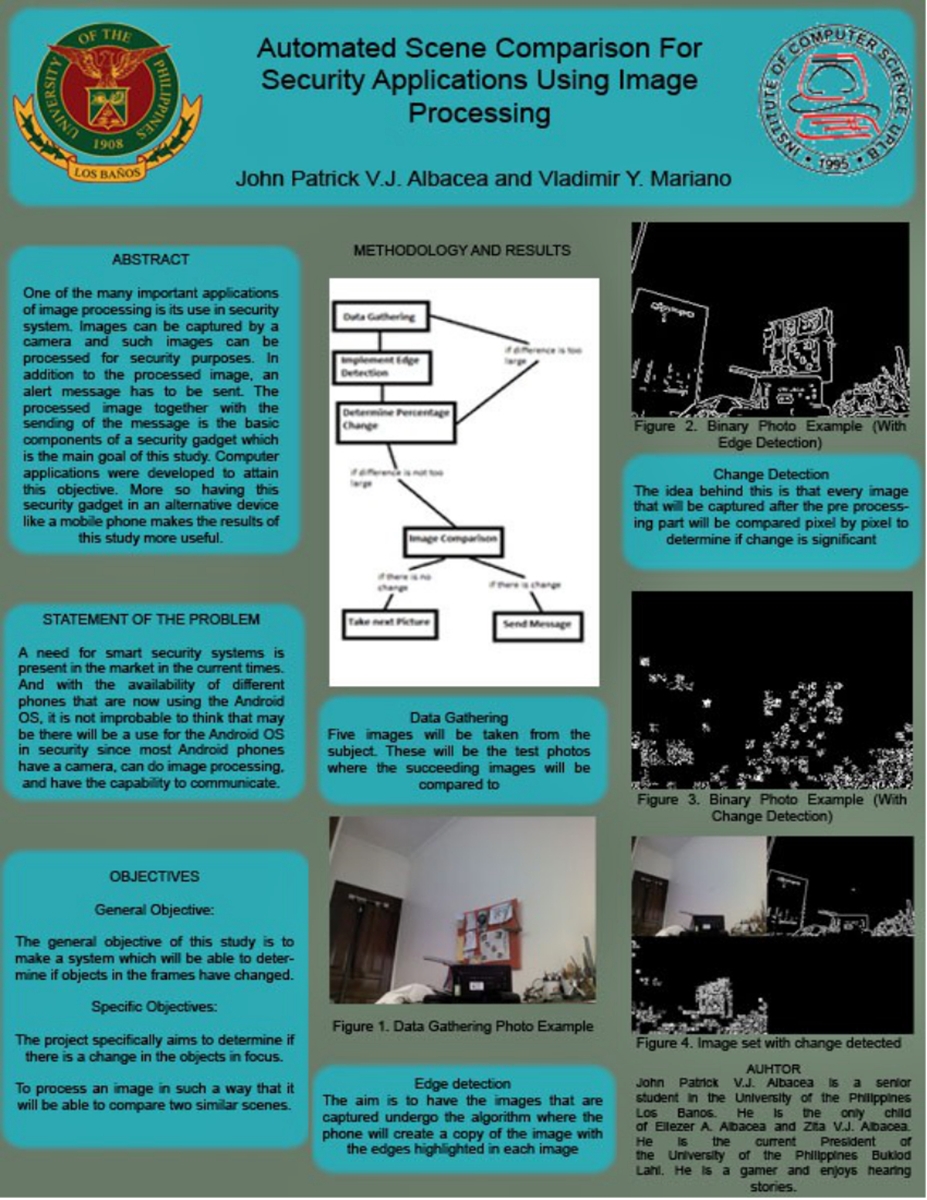 UNIVERSITY OF THE PHILIPPINES
1908
LOS BAÑOS
Automated Scene Comparison For
Security Applications Using Image
Processing
John Patrick V.J. Albacea and Vladimir Y. Mariano
INSTITUTE OF COMPUTER SCIENCE, UPLB
1995
ABSTRACT
One of the many important applications
of image processing is its use in security
system. Images can be captured by a
camera and such images can be
processed for security purposes. In
addition to the processed image, an
alert message has to be sent. The
processed image together with the
sending of the message is the basic
components of a security gadget which
is the main goal of this study. Computer
applications were developed to attain
this objective. More so having this
security gadget in an alternative device
like a mobile phone makes the results of
this study more useful.
STATEMENT OF THE PROBLEM
A need for smart security systems is
present in the market in the current times.
And with the availability of different
phones that are now using the Android
OS, it is not improbable to think that may
be there will be a use for the Android OS
in security since most Android phones
have a camera, can do image processing,
and have the capability to communicate.
OBJECTIVES
General Objective:
The general objective of this study is to
make a system which will be able to deter-
mine if objects in the frames have changed.
Specific Objectives:
The project specifically aims to determine if
there is a change in the objects in focus.
To process an image in such a way that it
will be able to compare two similar scenes.
METHODOLOGY AND RESULTS
Data Gathering
if difference is too
large
Implement Edge
Detection
Determine Percentage
Change
if difference is not too
large
Image Comparison
if there is no
change
if there is change
Take next Picture
Send Message
Data Gathering
Five images will be taken from the
subject. These will be the test photos
where the succeeding images will be
compared to
Figure 1. Data Gathering Photo Example
Edge detection
The aim is to have the images that are
captured undergo the algorithm where the
phone will create a copy of the image with
the edges highlighted in each image
Figure 2. Binary Photo Example (With
Edge Detection)
Change Detection
The idea behind this is that every image
that will be captured after the pre process-
ing part will be compared pixel by pixel to
determine if change is significant
Figure 3. Binary Photo Example (With
Change Detection)
Figure 4. Image set with change detected
AUHTOR
John Patrick V.J. Albacea is a senior
student in the University of the Philippines
Los Banos. He is the only child
of Eliezer A. Albacea and Zita V.J. Albacea.
He is the current President of
the University of the Philippines Buklod
Lahi. He is a gamer and enjoys hearing
stories.